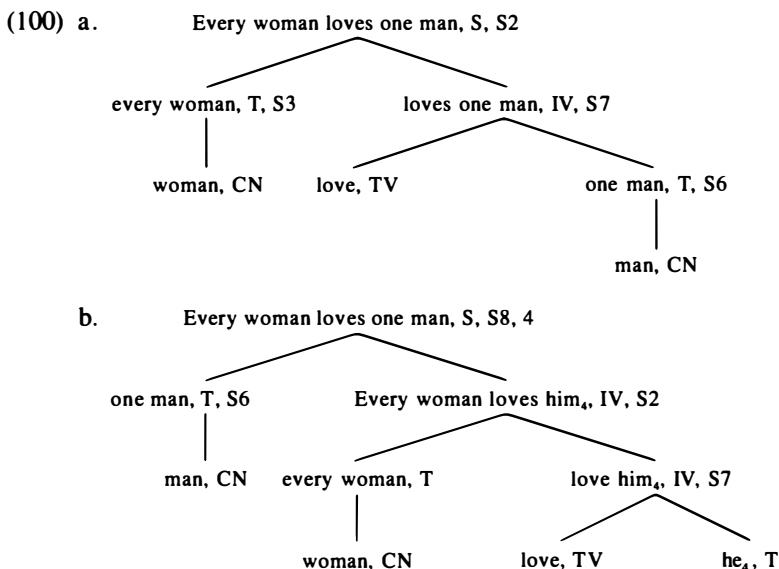 (100) a. Every woman loves one man, S, S2
every woman, T, S3 loves one man, IV, S7
woman, CN love, TV one man, T, S6
man, CN
b. Every woman loves one man, S, S8, 4
one man, T, S6 Every woman loves him₄, IV, S2
man, CN every woman, T love him₄, IV, S7
woman, CN love, TV he₄, T